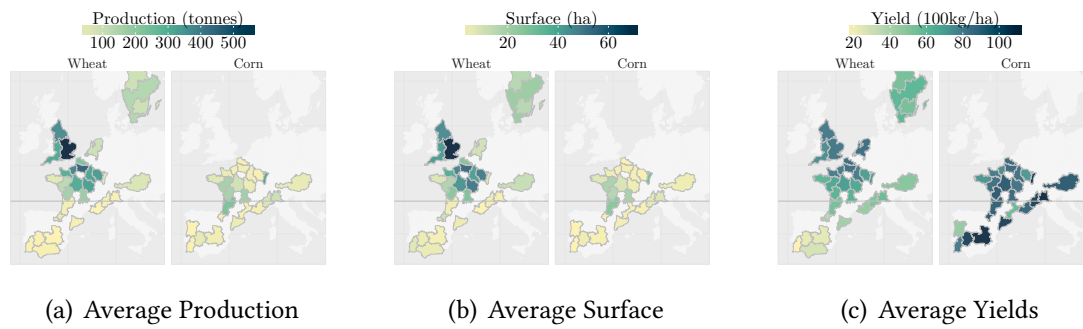 Production (tonnes)
100 200 300 400 500
Wheat Corn
Surface (ha)
20 40 60
Wheat Corn
Yield (100kg/ha)
20 40 60 80 100
Wheat Corn
(a) Average Production
(b) Average Surface
(c) Average Yields